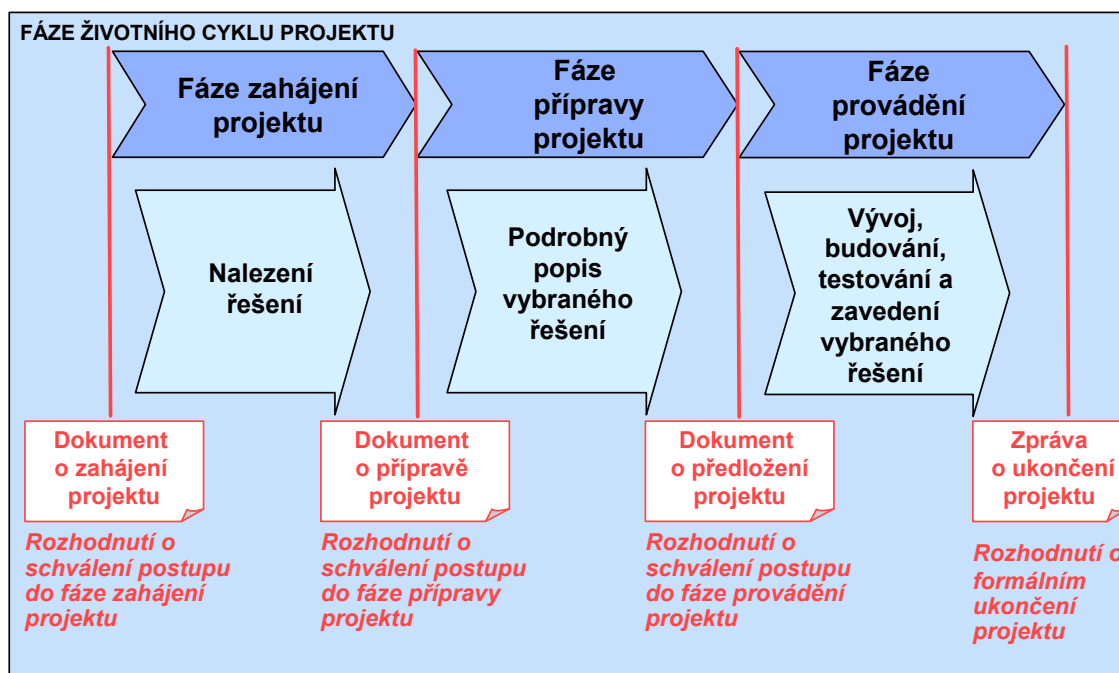 FÁZE ŽIVOTNÍHO CYKLU PROJEKTU
Fáze zahájení
projektu
Fáze
přípravy
projektu
Fáze
provádění
projektu
Nalezení
řešení
Podrobný
popis
vybraného
řešení
Vývoj,
budování,
testování a
zavedení
vybraného
řešení
Dokument
o zahájení
projektu
Dokument
o přípravě
projektu
Dokument
o předložení
projektu
Zpráva
o ukončení
projektu
Rozhodnutí o
schválení postupu
do fáze zahájení
projektu
Rozhodnutí o
schválení postupu
do fáze přípravy
projektu
Rozhodnutí o
schválení postupu
do fáze provádění
projektu
Rozhodnutí o
formálním
ukončení
projektu